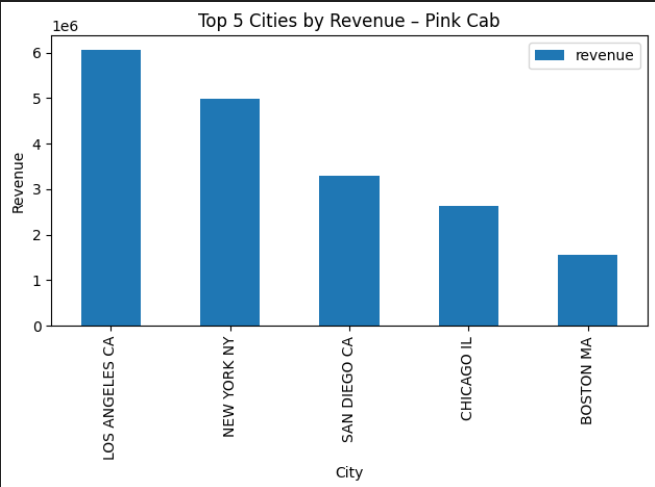 Top 5 Cities by Revenue – Pink Cab
1e6
revenue
6
5
4
3
2
1
0
Revenue
LOS ANGELES CA
NEW YORK NY
SAN DIEGO CA
CHICAGO IL
BOSTON MA
City